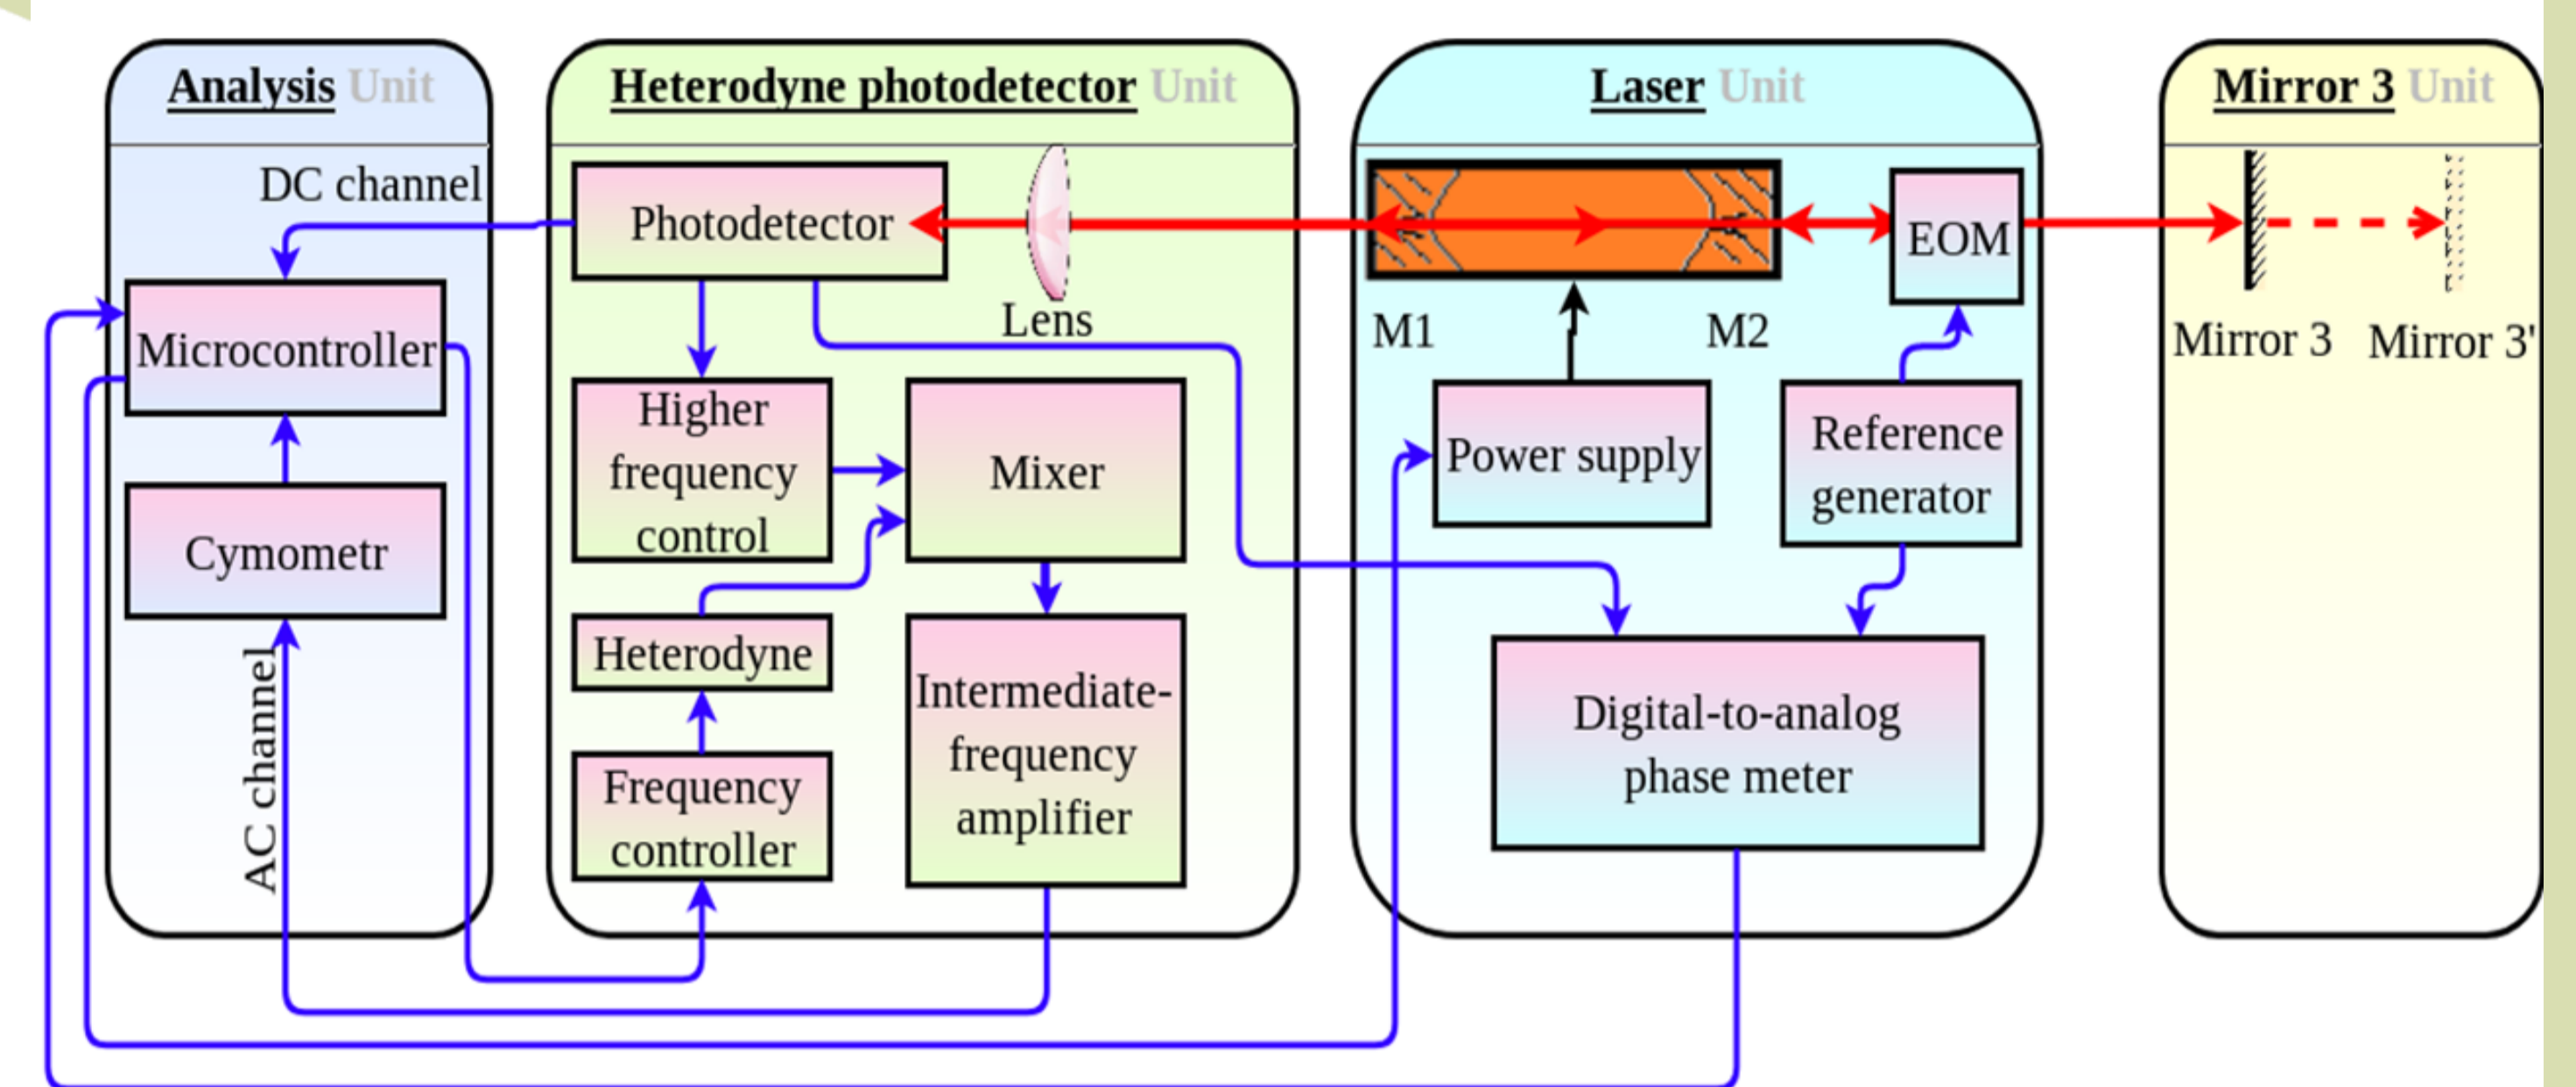 Analysis Unit
DC channel
Microcontroller
Cymometr
AC channel
Heterodyne photodetector Unit
Photodetector
Lens
Higher
frequency
control
Mixer
Heterodyne
Intermediate-
frequency
amplifier
Frequency
controller
Laser Unit
EOM
M1
M2
Power supply
Reference
generator
Digital-to-analog
phase meter
Mirror 3 Unit
Mirror 3
Mirror 3'